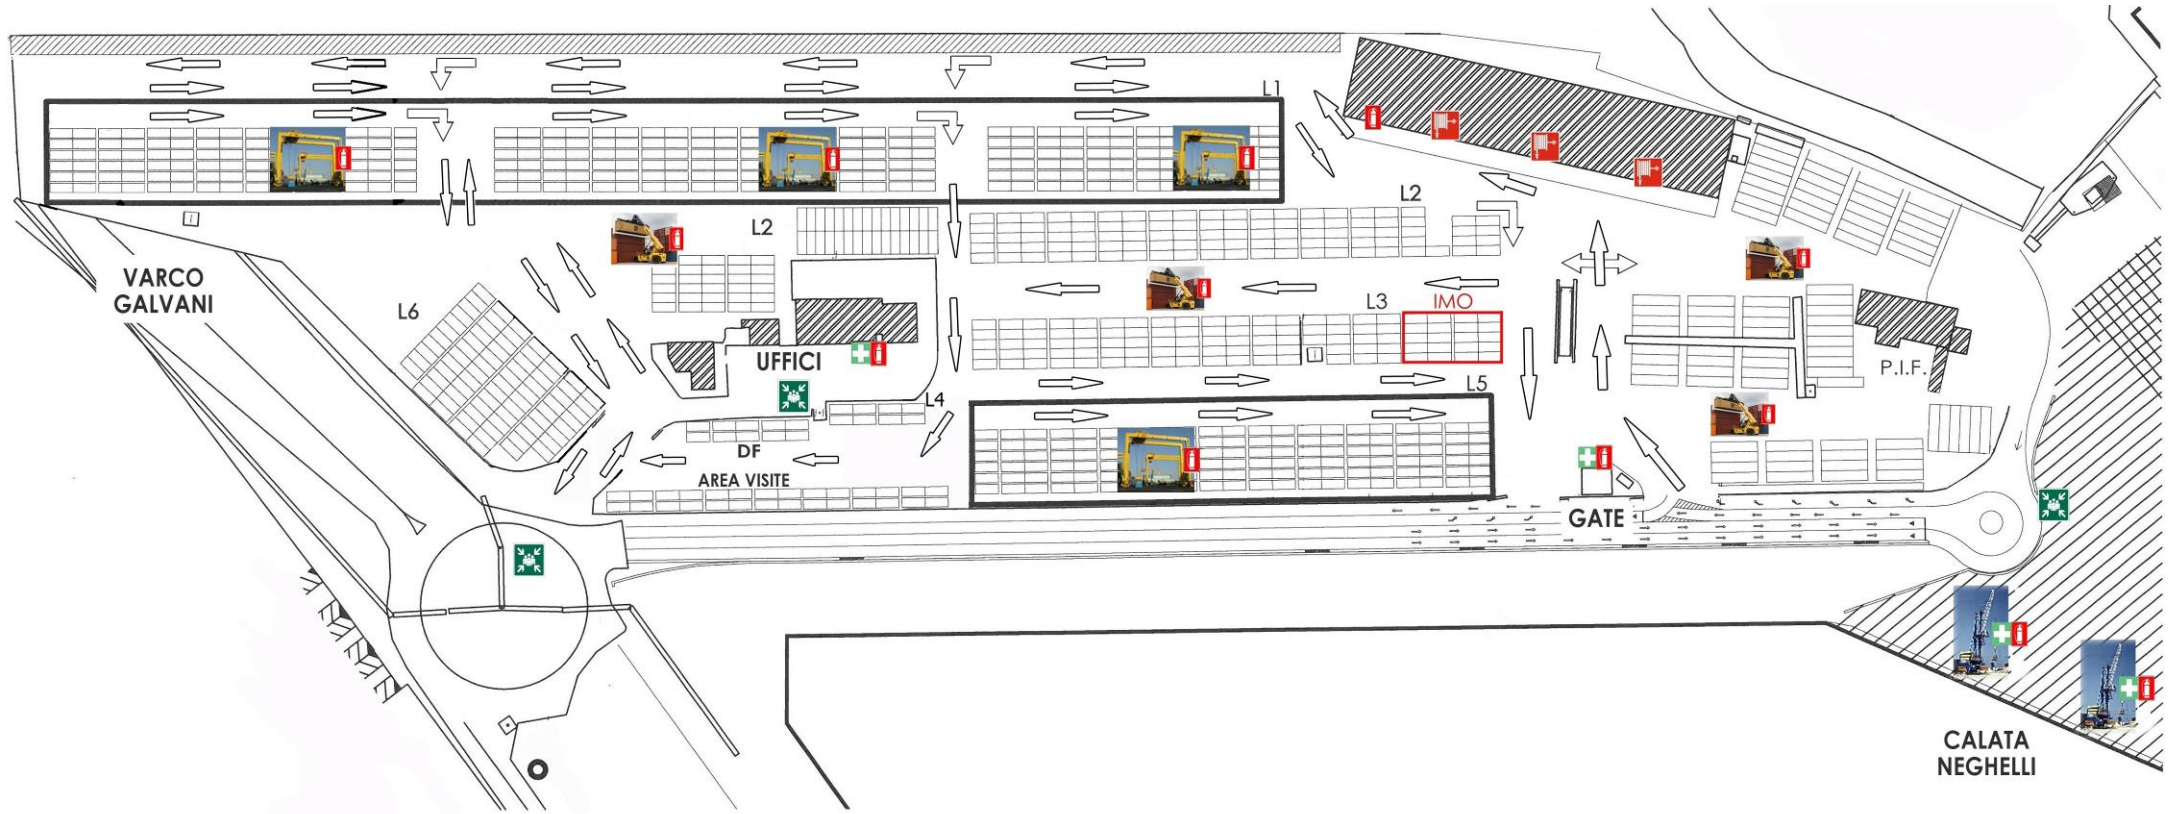 L1
L2
L2
VARCO
GALVANI
L6
L3
IMO
UFFICI
P.I.F.
L5
L4
DF
AREA VISITE
GATE
CALATA
NEGHELLI